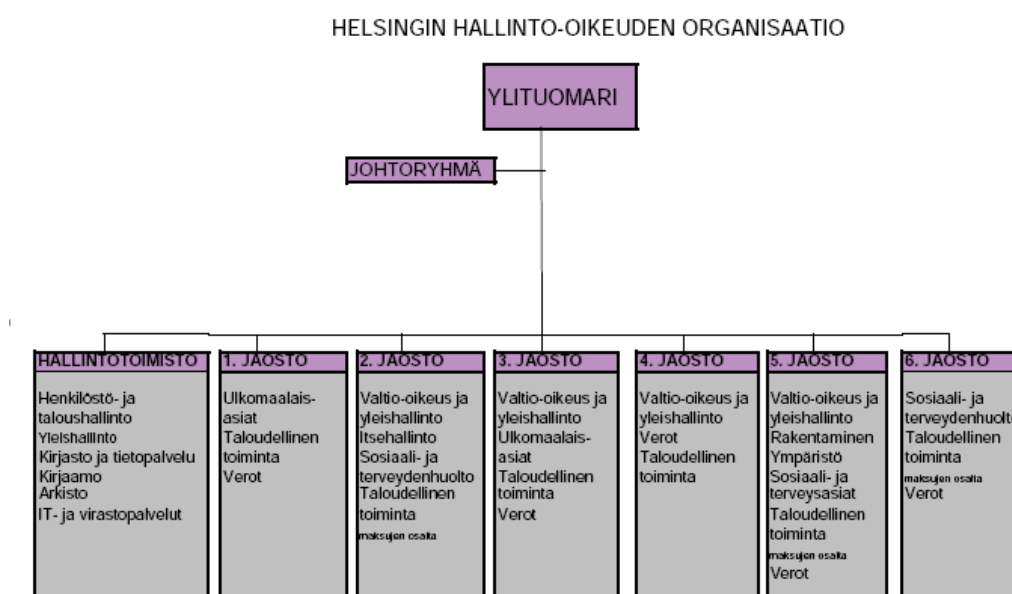 HELSINGIN HALLINTO-OIKEUDEN ORGANISAATIO
YLITUOMARI
JOHTORYHMÄ
HALLINTOTOIMISTO
Henkilöstö- ja
taloushallinto
Yleishallinto
Kirjasto ja tietopalvelu
Kirjaamo
Arkisto
IT- ja virastopalvelut
1. JAOSTO
Ulkomaalais-
asiat
Taloudellinen
toiminta
Verot
2. JAOSTO
Valtio-oikeus ja
yleishallinto
Itsehallinto
Sosiaali- ja
terveydenhuolto
Taloudellinen
toiminta
maksujen osalta
3. JAOSTO
Valtio-oikeus ja
yleishallinto
Ulkomaalais-
asiat
Taloudellinen
toiminta
Verot
4. JAOSTO
Valtio-oikeus ja
yleishallinto
Verot
Taloudellinen
toiminta
5. JAOSTO
Valtio-oikeus ja
yleishallinto
Rakentaminen
Ympäristö
Sosiaali- ja
terveysasiat
Taloudellinen
toiminta
maksujen osalta
Verot
6. JAOSTO
Sosiaali- ja
terveydenhuolto
Taloudellinen
toiminta
maksujen osalta
Verot